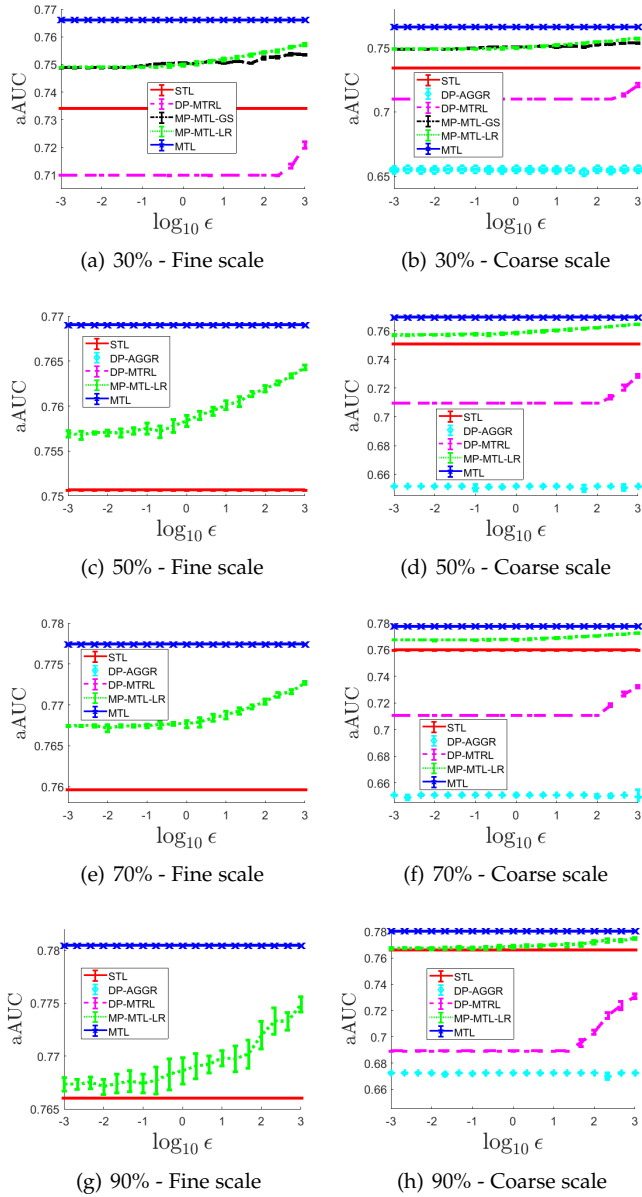 0.77
0.76
0.75
0.74
0.73
0.72
0.71
aAUC
STL
DP-MTRL
MP-MTL-GS
MP-MTL-LR
MTL
-3 -2 -1 0 1 2 3
log10 ϵ
(a) 30% - Fine scale
0.75
0.7
0.65
aAUC
STL
DP-AGGR
DP-MTRL
MP-MTL-GS
MP-MTL-LR
MTL
-3 -2 -1 0 1 2 3
log10 ϵ
(b) 30% - Coarse scale
0.77
0.765
0.76
0.755
0.75
aAUC
STL
DP-AGGR
DP-MTRL
MP-MTL-LR
MTL
-3 -2 -1 0 1 2 3
log10 ϵ
(c) 50% - Fine scale
0.76
0.74
0.72
0.7
0.68
0.66
aAUC
STL
DP-AGGR
DP-MTRL
MP-MTL-LR
MTL
-3 -2 -1 0 1 2 3
log10 ϵ
(d) 50% - Coarse scale
0.78
0.775
0.77
0.765
0.76
aAUC
STL
DP-AGGR
DP-MTRL
MP-MTL-LR
MTL
-3 -2 -1 0 1 2 3
log10 ϵ
(e) 70% - Fine scale
0.78
0.76
0.74
0.72
0.7
0.68
0.66
aAUC
STL
DP-AGGR
DP-MTRL
MP-MTL-LR
MTL
-3 -2 -1 0 1 2 3
log10 ϵ
(f) 70% - Coarse scale
0.78
0.775
0.77
0.765
aAUC
STL
DP-AGGR
DP-MTRL
MP-MTL-LR
MTL
-3 -2 -1 0 1 2 3
log10 ϵ
(g) 90% - Fine scale
0.78
0.76
0.74
0.72
0.7
0.68
0.66
aAUC
STL
DP-AGGR
DP-MTRL
MP-MTL-LR
MTL
-3 -2 -1 0 1 2 3
log10 ϵ
(h) 90% - Coarse scale